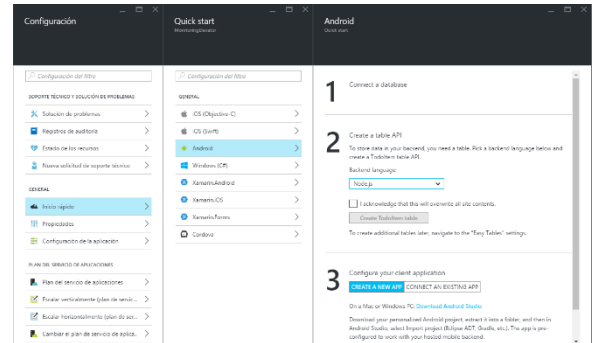 Configuración
Configuración del filtro
SOPORTE TÉCNICO Y SOLUCIÓN DE PROBLEMAS
Solución de problemas
Registros de auditoría
Estado de los recursos
Nueva solicitud de soporte técnico
GENERAL
Inicio rápido
Propiedades
Configuración de la aplicación
PLAN DEL SERVICIO DE APLICACIONES
Plan del servicio de aplicaciones
Escalar verticalmente (plan de servic...
Escalar horizontalmente (plan de ser...
Cambiar el plan de servicio de aplica...
Quick start
MonitoringElevator
Configuración del filtro
GENERAL
iOS (Objective C)
iOS (Swift)
Android
Windows (C#)
Xamarin.Android
Xamarin.iOS
Xamarin.Forms
Cordova
Android
Quick start
1 Connect a database
2 Create a table API
To store data in your backend, you need a table. Pick a backend language below and
create a TodoItem table API.
Backend language:
Node.js
I acknowledge that this will overwrite all site contents.
Create TodoItem table
To create additional tables later, navigate to the "Easy Tables" settings.
3 Configure your client application
CREATE A NEW APP CONNECT AN EXISTING APP
On a Mac or Windows PC: Download Android Studio
Download your personalized Android project, extract it into a folder, and then in
Android Studio, select Import project (Eclipse ADT, Gradle, etc.). The app is pre-
configured to work with your hosted mobile backend.